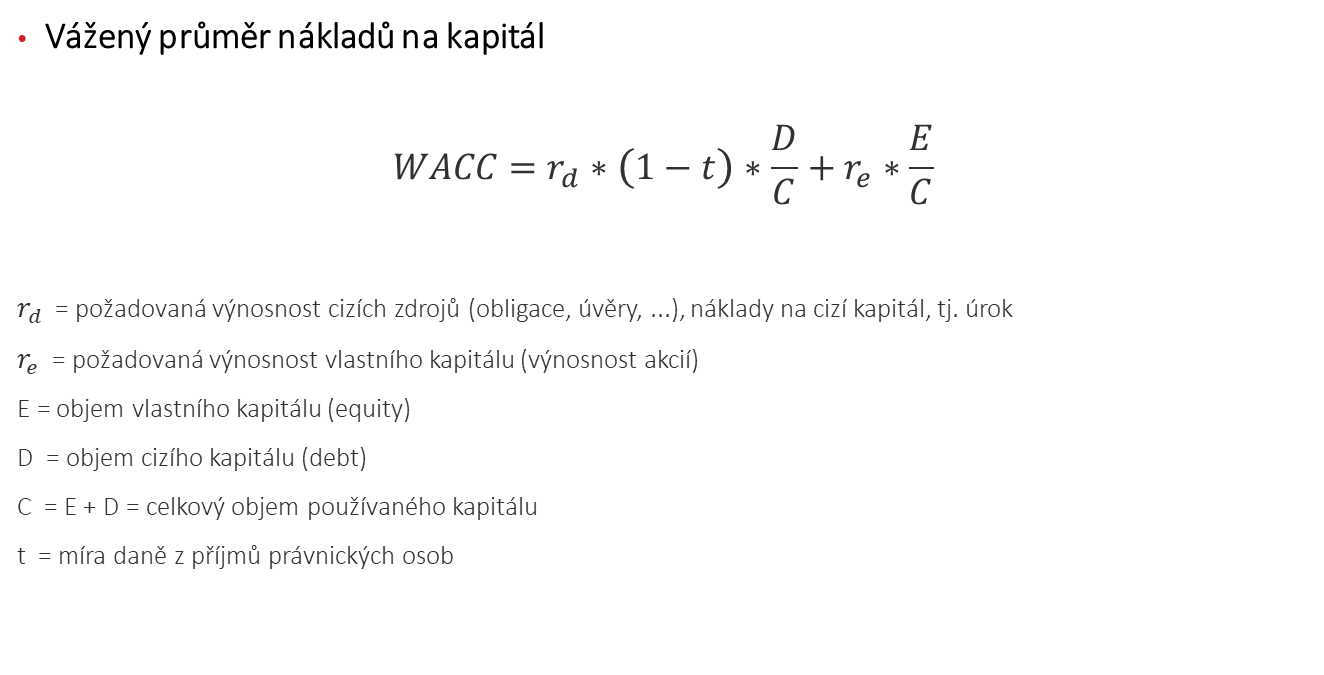 • Vážený průměr nákladů na kapitál
WACC = r_d * (1 − t) * D/C + r_e * E/C
r_d = požadovaná výnosnost cizích zdrojů (obligace, úvěry, ...), náklady na cizí kapitál, tj. úrok
r_e = požadovaná výnosnost vlastního kapitálu (výnosnost akcií)
E = objem vlastního kapitálu (equity)
D = objem cizího kapitálu (debt)
C = E + D = celkový objem používaného kapitálu
t = míra daně z příjmů právnických osob